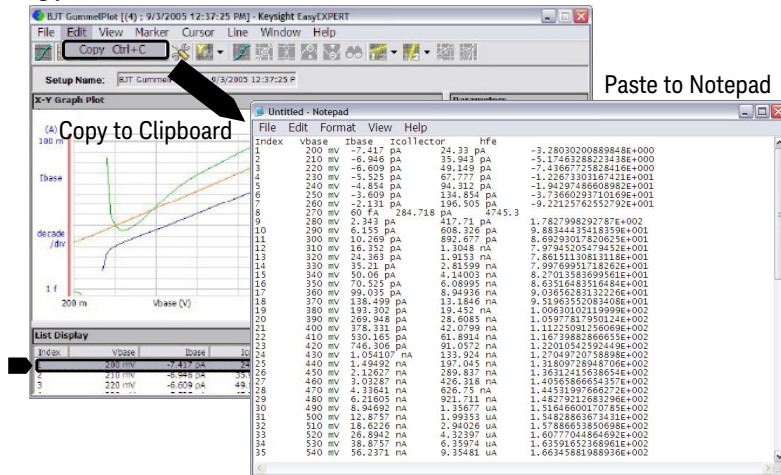 BJT GummelPlot [(4) ; 9/3/2005 12:37:25 PM] - Keysight EasyEXPERT
File Edit View Marker Cursor Line Window Help
Copy Ctrl+C
Setup Name: BJT 9/3/2005 12:37:25 P
X-Y Graph Plot
Copy to Clipboard
Paste to Notepad
(A)
100 m
Ibase
decade
/div
1 f
200 m Vbase (V)
List Display
Index Vbase Ibase
200 mV -7.417 pA
2 210 mV -6.946 pA
3 220 mV -6.609 pA
Untitled - Notepad
File Edit Format View Help
Index Vbase Ibase Icollector hfe
1 200 mV -7.417 pA 24.33 pA -3.28030200889848E+000
2 210 mV -6.946 pA 35.943 pA -5.17463288223438E+000
3 220 mV -6.609 pA 49.149 pA -7.43667725828416E+000
4 230 mV -5.525 pA 67.777 pA -1.22673303167421E+001
5 240 mV -4.854 pA 94.312 pA -1.94297486608982E+001
6 250 mV -3.609 pA 134.854 pA -3.73660293710169E+001
7 260 mV -2.131 pA 196.505 pA -9.22125762552792E+001
8 270 mV 60 fA 284.718 pA 4745.3
9 280 mV 2.343 pA 417.71 pA 1.7827998292787E+002
10 290 mV 6.155 pA 608.326 pA 9.88344435418359E+001
11 300 mV 10.269 pA 892.677 pA 8.69293017820625E+001
12 310 mV 16.352 pA 1.3048 nA 7.97945205479452E+001
13 320 mV 24.363 pA 1.9153 nA 7.86151130813118E+001
14 330 mV 35.21 pA 2.81599 nA 7.99769951718262E+001
15 340 mV 50.06 pA 4.14003 nA 8.27013583699561E+001
16 350 mV 70.525 pA 6.08995 nA 8.63516483516484E+001
17 360 mV 99.035 pA 8.94936 nA 9.03656283132226E+001
18 370 mV 138.499 pA 13.1846 nA 9.51963552083408E+001
19 380 mV 193.302 pA 19.452 nA 1.00630102119999E+002
20 390 mV 269.948 pA 28.6085 nA 1.05977817950124E+002
21 400 mV 378.331 pA 42.0799 nA 1.11225091256069E+002
22 410 mV 530.165 pA 61.8914 nA 1.16739882866655E+002
23 420 mV 746.306 pA 91.0572 nA 1.22010542592449E+002
24 430 mV 1.054107 nA 133.924 nA 1.27049720758898E+002
25 440 mV 1.49492 nA 197.045 nA 1.31809728948706E+002
26 450 mV 2.12627 nA 289.837 nA 1.36312415638654E+002
27 460 mV 3.03287 nA 426.318 nA 1.40565866654357E+002
28 470 mV 4.33641 nA 626.75 nA 1.44531997666272E+002
29 480 mV 6.21605 nA 921.711 nA 1.48279212683296E+002
30 490 mV 8.94692 nA 1.35677 uA 1.51646600170785E+002
31 500 mV 12.8757 nA 1.99353 uA 1.54828863673431E+002
32 510 mV 18.6226 nA 2.94026 uA 1.57886653850698E+002
33 520 mV 26.8942 nA 4.32397 uA 1.60777044864692E+002
34 530 mV 38.8757 nA 6.35974 uA 1.63591652368961E+002
35 540 mV 56.2371 nA 9.35481 uA 1.66345881988936E+002